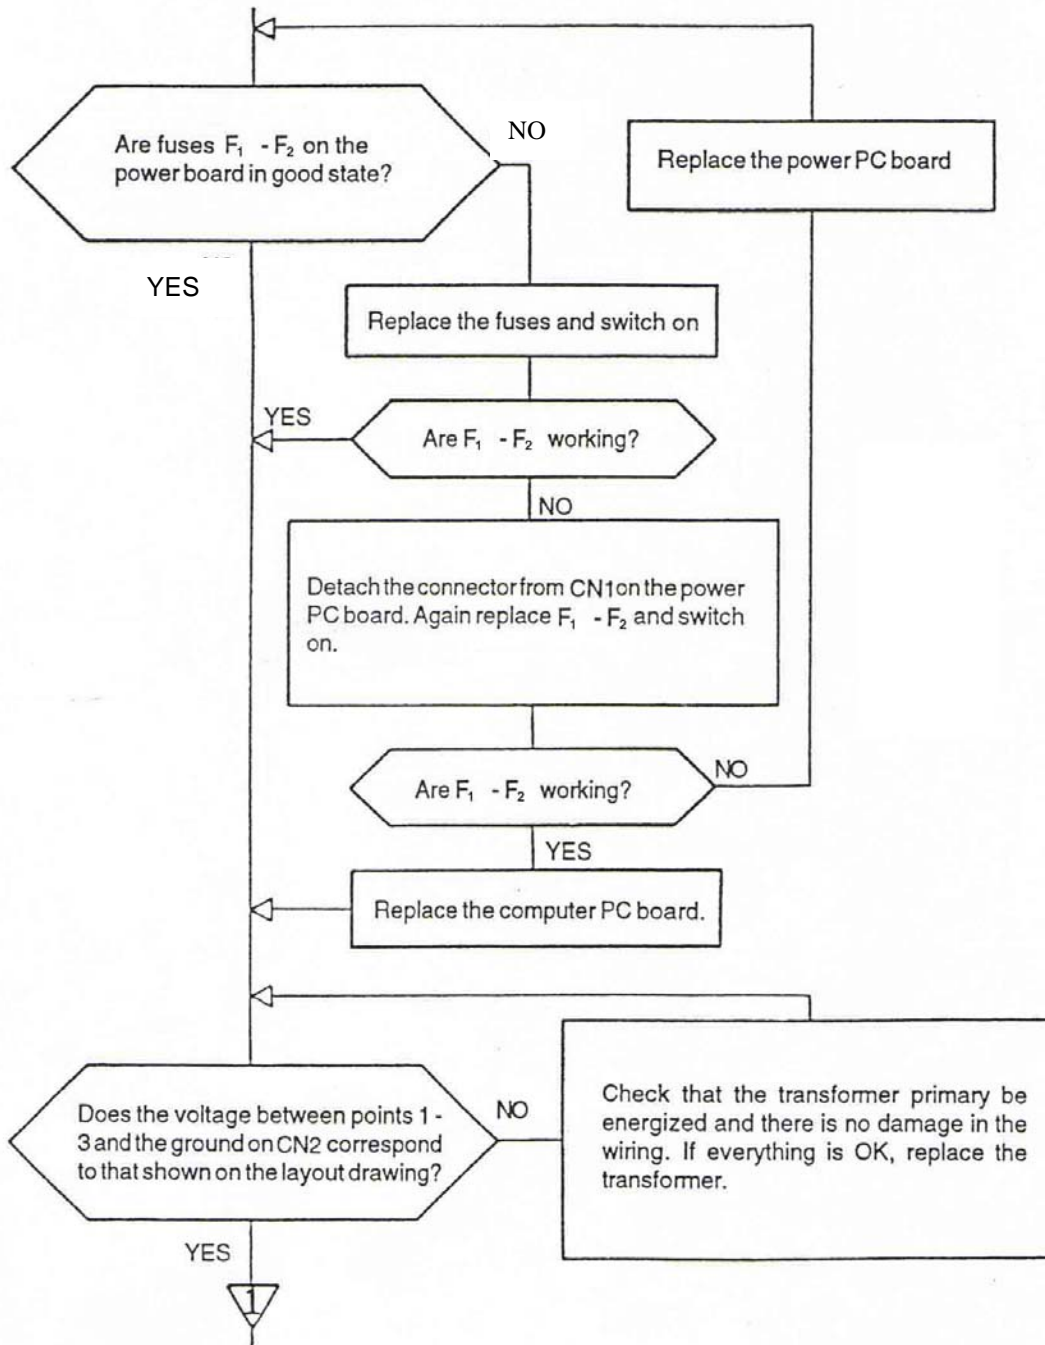 Are fuses F₁ - F₂ on the
power board in good state?
NO
Replace the power PC board
YES
Replace the fuses and switch on
YES
Are F₁ - F₂ working?
NO
Detach the connector from CN1 on the power
PC board. Again replace F₁ - F₂ and switch
on.
Are F₁ - F₂ working?
NO
YES
Replace the computer PC board.
Does the voltage between points 1 -
3 and the ground on CN2 correspond
to that shown on the layout drawing?
NO
Check that the transformer primary be
energized and there is no damage in the
wiring. If everything is OK, replace the
transformer.
YES
1